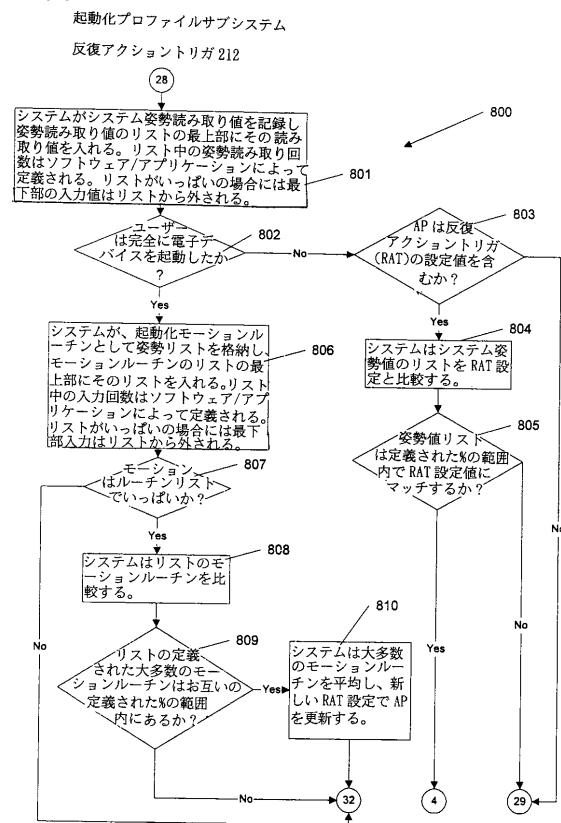 起動化プロファイルサブシステム
反復アクショントリガ 212
28
800
システムがシステム姿勢読み取り値を記録し
姿勢読み取り値のリストの最上部にその読み
取り値を入れる。リスト中の姿勢読み取り回
数はソフトウェア/アプリケーションによって
定義される。リストがいっぱいの場合には最
下部の入力値はリストから外される。
801
ユーザー
は完全に電子デ
バイスを起動したか
?
802
No
AP は反復
アクショントリガ
(RAT)の設定値を含
むか?
803
Yes
Yes
システムが、起動化モーションル
ーチンとして姿勢リストを格納し、
モーションルーチンのリストの最
上部にそのリストを入れる。リスト
中の入力回数はソフトウェア/アプ
リケーションによって定義される。
リストがいっぱいの場合には最下
部入力はリストから外される。
806
システムはシステム姿
勢値のリストを RAT 設
定と比較する。
804
姿勢値リスト
は定義された%の範囲
内で RAT 設定値に
マッチするか?
805
モーション
はルーチンリスト
でいっぱいか?
807
No
Yes
システムはリストのモ
ーションルーチンを比
較する。
808
リストの定義
された大多数のモー
ションルーチンはお互いの
定義された%の範囲
内にあるか?
809
Yes
システムは大多数
のモーションルー
チンを平均し、新
しい RAT 設定で AP
を更新する。
810
No
Yes
No
No
32
4
29